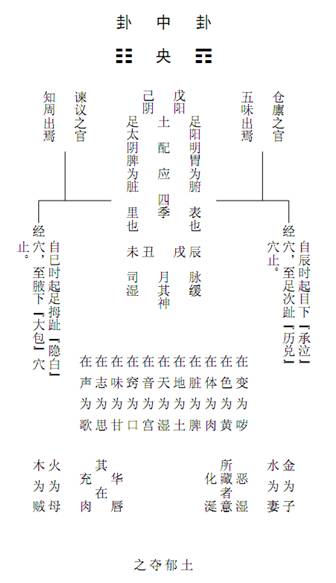 卦 中 卦
☷ 央 ☶
仓廪之官
五味出焉
足阳明胃为腑 表也 辰 脉缓
戊阳 戌
土配应四季 月其神
己阴 丑
足太阴脾为脏 里也 未 司湿
谏议之官
知周出焉
自辰时起目下『承泣』
经穴，至足次趾『历兑』
穴止。
自巳时起足拇趾『隐白』
经穴，至腋下『大包』穴
止。
在变为哕
在色为黄
在体为肉
在脏为脾
在地为土
在天为湿
在音为宫
在窍为口
在味为甘
在志为思
在声为歌
金为子
水为妻
恶湿
所藏者意
化涎
华唇
其在
充肉
火为母
木为贼
土郁夺之